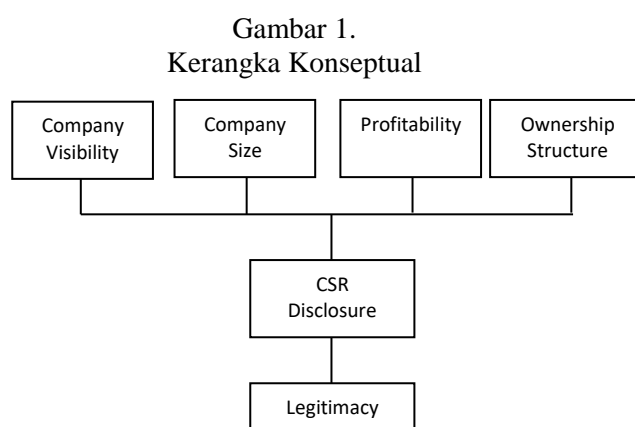 Gambar 1.
Kerangka Konseptual
Company
Visibility
Company
Size
Profitability
Ownership
Structure
CSR
Disclosure
Legitimacy